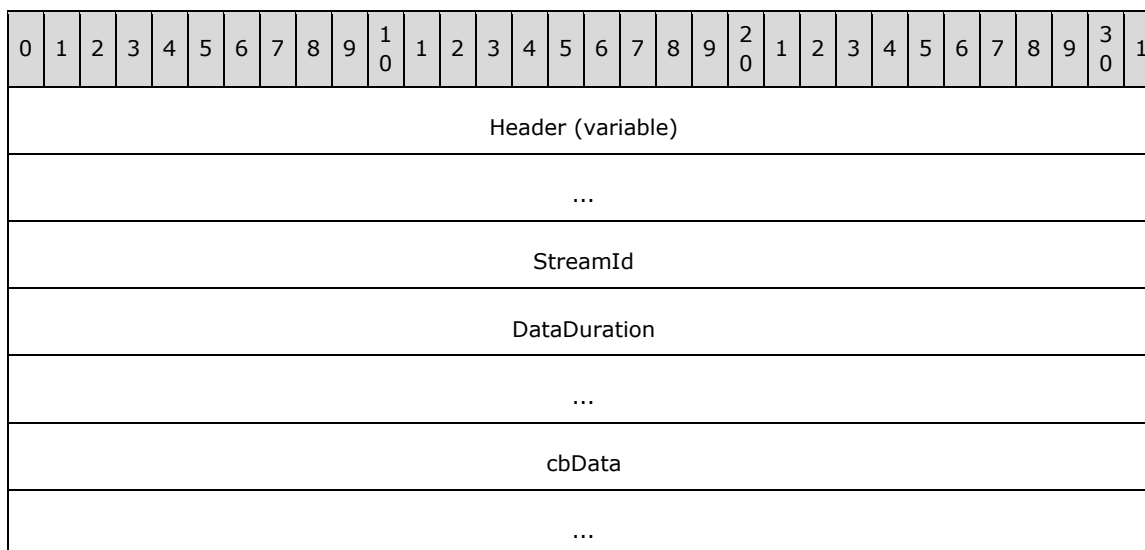 0 1 2 3 4 5 6 7 8 9 1 0 1 2 3 4 5 6 7 8 9 2 0 1 2 3 4 5 6 7 8 9 3 0 1
Header (variable)
...
StreamId
DataDuration
...
cbData
...